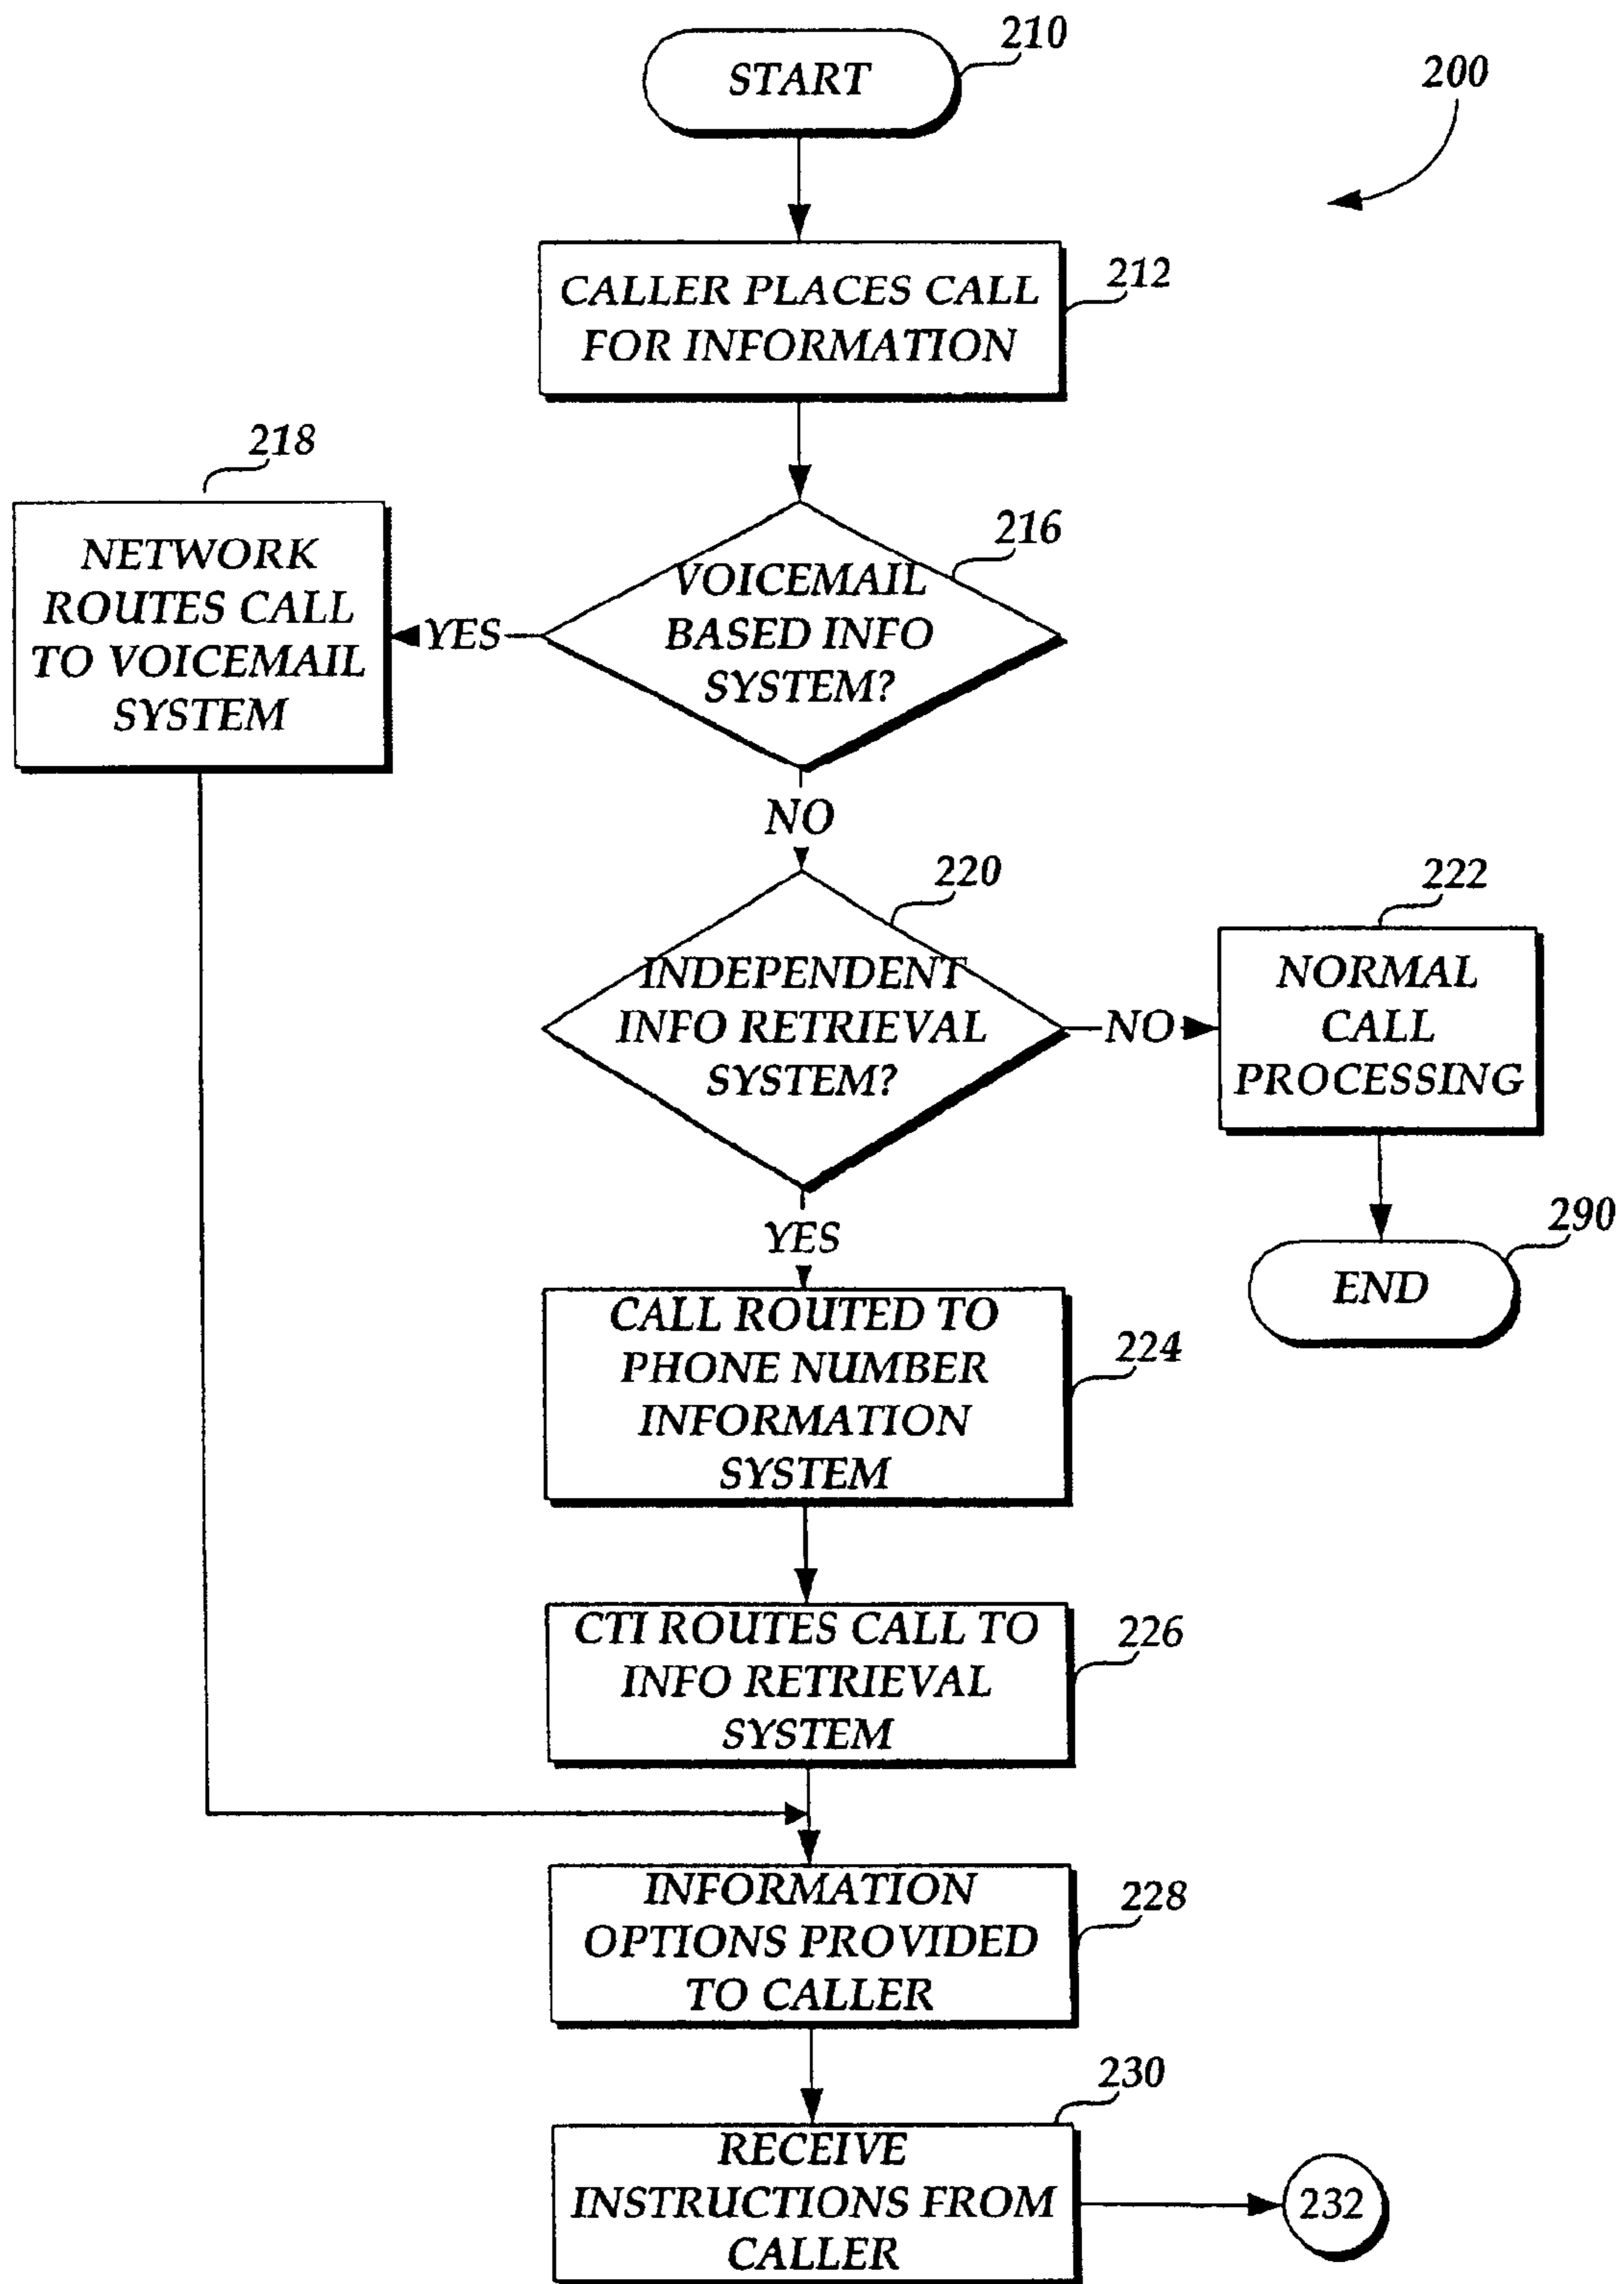 START
210
200
CALLER PLACES CALL
FOR INFORMATION
212
218
NETWORK
ROUTES CALL
TO VOICEMAIL
SYSTEM
YES
VOICEMAIL
BASED INFO
SYSTEM?
216
NO
220
INDEPENDENT
INFO RETRIEVAL
SYSTEM?
NO
222
NORMAL
CALL
PROCESSING
290
END
YES
CALL ROUTED TO
PHONE NUMBER
INFORMATION
SYSTEM
224
CTI ROUTES CALL TO
INFO RETRIEVAL
SYSTEM
226
INFORMATION
OPTIONS PROVIDED
TO CALLER
228
230
RECEIVE
INSTRUCTIONS FROM
CALLER
232